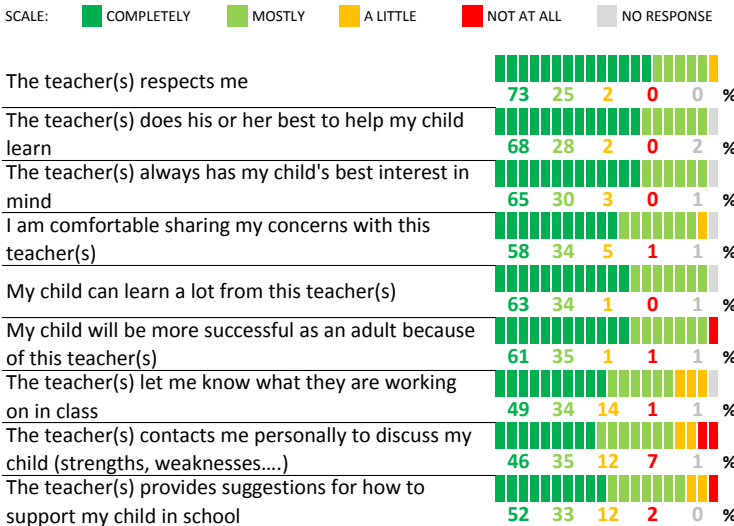 SCALE: COMPLETELY MOSTLY A LITTLE NOT AT ALL NO RESPONSE
The teacher(s) respects me
73 25 2 0 0 %
The teacher(s) does his or her best to help my child
learn
68 28 2 0 2 %
The teacher(s) always has my child's best interest in
mind
65 30 3 0 1 %
I am comfortable sharing my concerns with this
teacher(s)
58 34 5 1 1 %
My child can learn a lot from this teacher(s)
63 34 1 0 1 %
My child will be more successful as an adult because
of this teacher(s)
61 35 1 1 1 %
The teacher(s) let me know what they are working
on in class
49 34 14 1 1 %
The teacher(s) contacts me personally to discuss my
child (strengths, weaknesses....)
46 35 12 7 1 %
The teacher(s) provides suggestions for how to
support my child in school
52 33 12 2 0 %